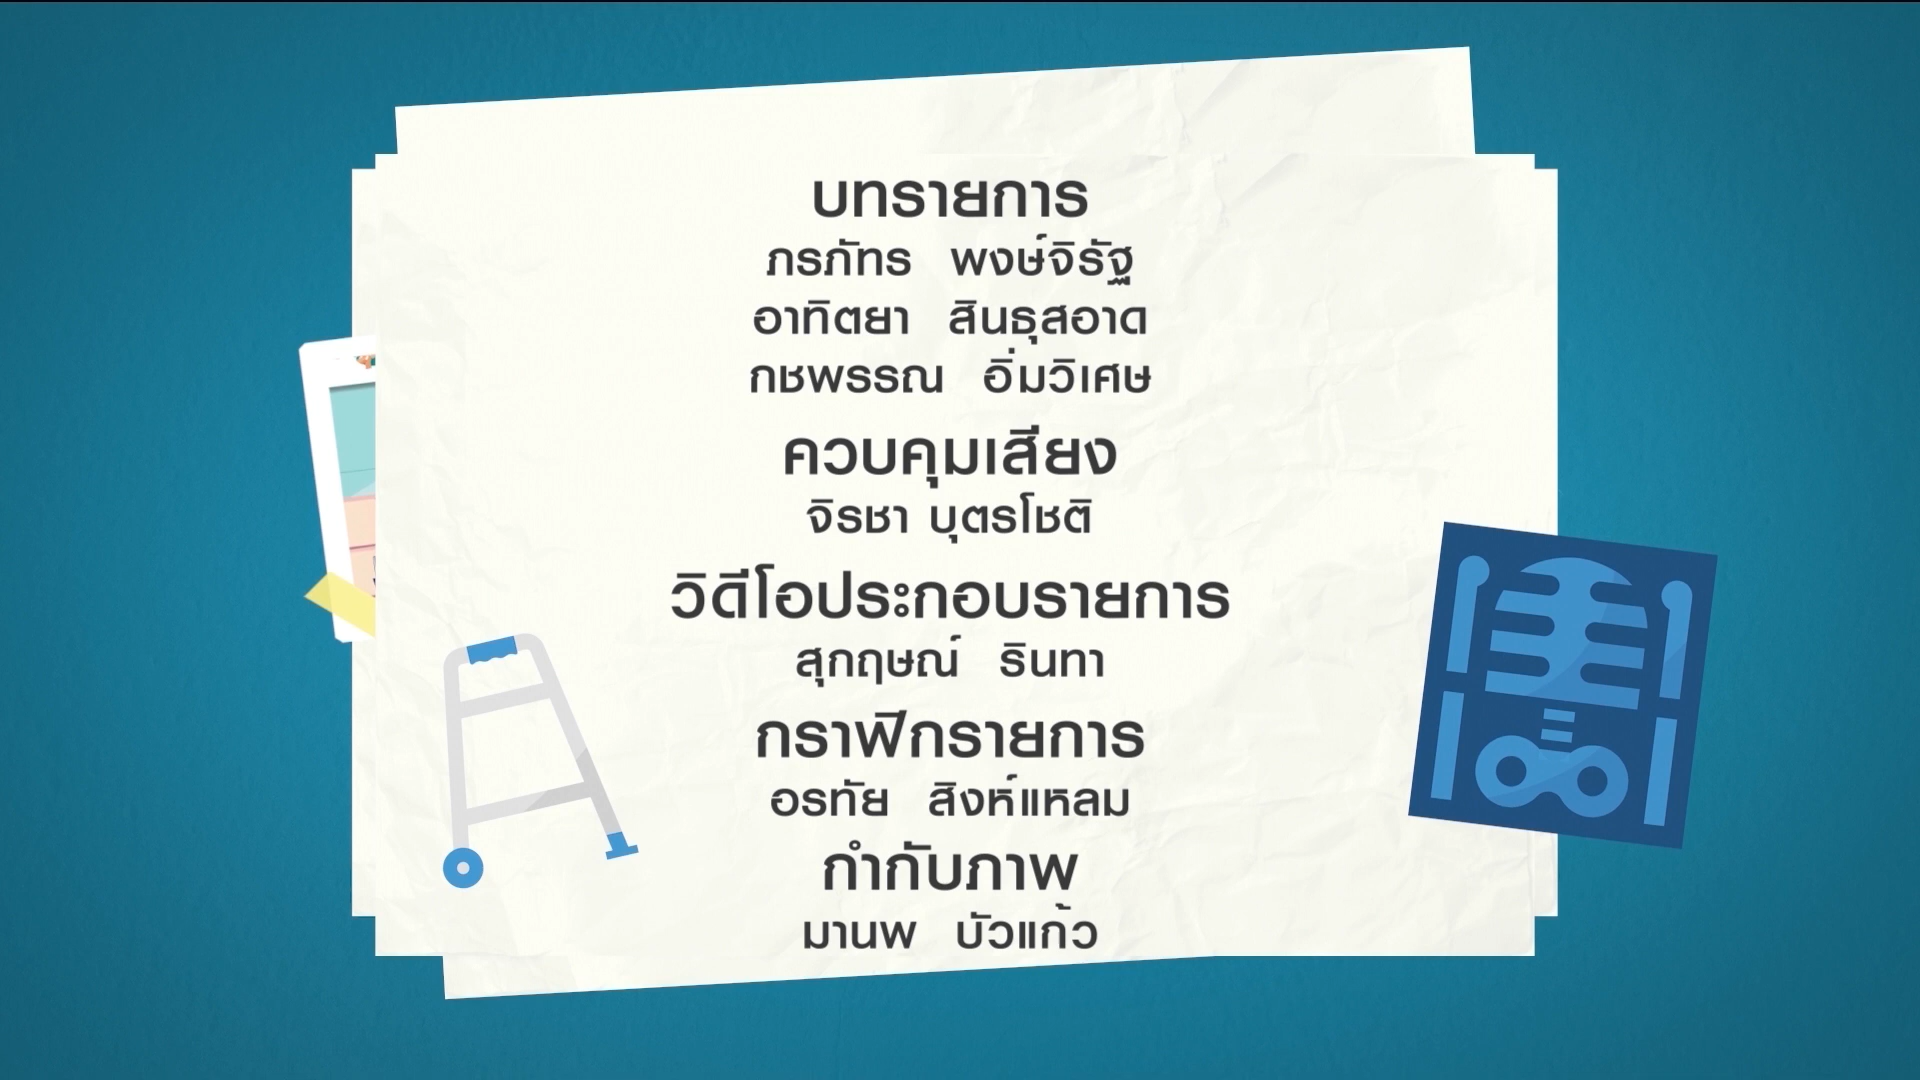 บทรายการ
ภรภัทร พงษ์จิรัฐ
อาทิตยา สินธุสอาด
กชพรรณ อิ่มวิเศษ
ควบคุมเสียง
จิรชา บุตรโชติ
วิดีโอประกอบรายการ
สุกฤษณ์ รินทา
กราฟิกรายการ
อรทัย สิงห์แหลม
กำกับภาพ
มานพ บัวแก้ว